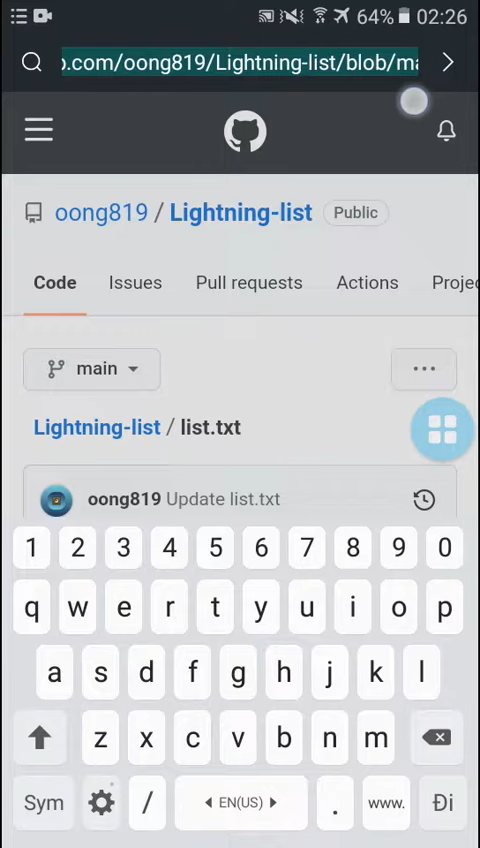 64% 02:26
b.com/oong819/Lightning-list/blob/ma
oong819 / Lightning-list Public
Code Issues Pull requests Actions Projec
main
Lightning-list / list.txt
oong819 Update list.txt
1 2 3 4 5 6 7 8 9 0
q w e r t y u i o p
a s d f g h j k l
z x c v b n m
Sym / EN(US) . www. Đi